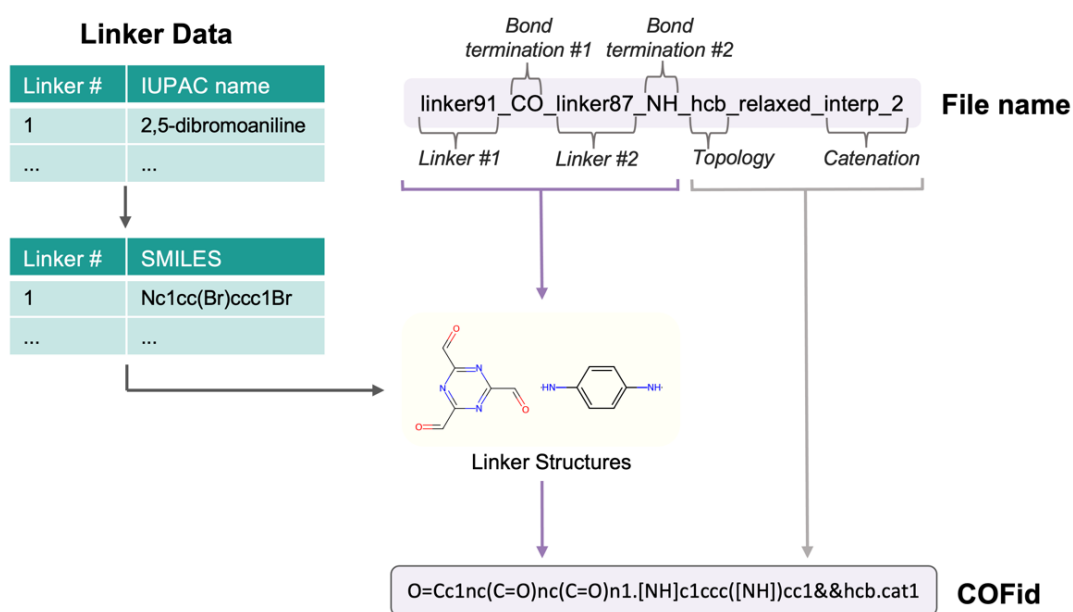 Linker Data
Linker # IUPAC name
1 2,5-dibromoaniline
... ...
Linker # SMILES
1 Nc1cc(Br)ccc1Br
... ...
Bond termination #1
Bond termination #2
linker91_CO_linker87_NH_hcb_relaxed_interp_2
File name
Linker #1 Linker #2 Topology Catenation
O
N
N
N
O
O
HN
NH
Linker Structures
O=Cc1nc(C=O)nc(C=O)n1.[NH]c1ccc([NH])cc1&&hcb.cat1
COFid